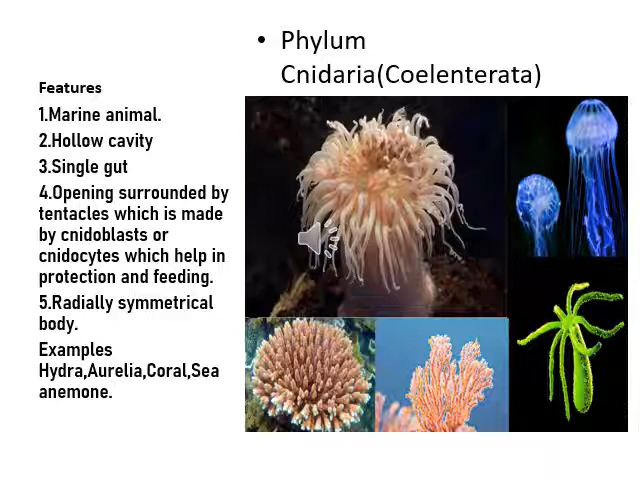 • Phylum
Cnidaria(Coelenterata)
Features
1.Marine animal.
2.Hollow cavity
3.Single gut
4.Opening surrounded by
tentacles which is made
by cnidoblasts or
cnidocytes which help in
protection and feeding.
5.Radially symmetrical
body.
Examples
Hydra,Aurelia,Coral,Sea
anemone.